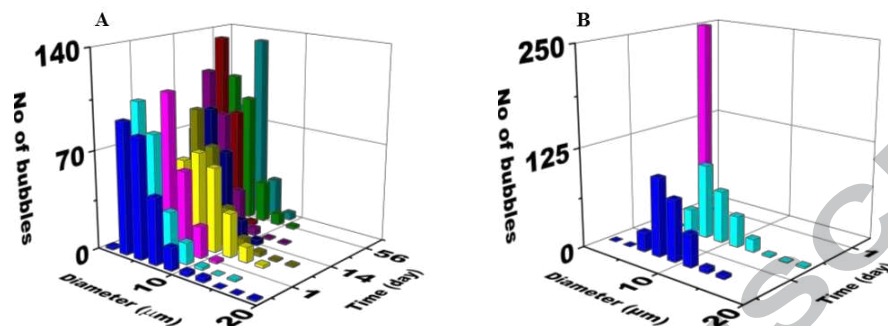 A
140
70
0
No of bubbles
10
20
Diameter (μm)
1
14
56
Time (day)
B
250
125
0
No of bubbles
10
20
Diameter (μm)
1
Time (day)
SC